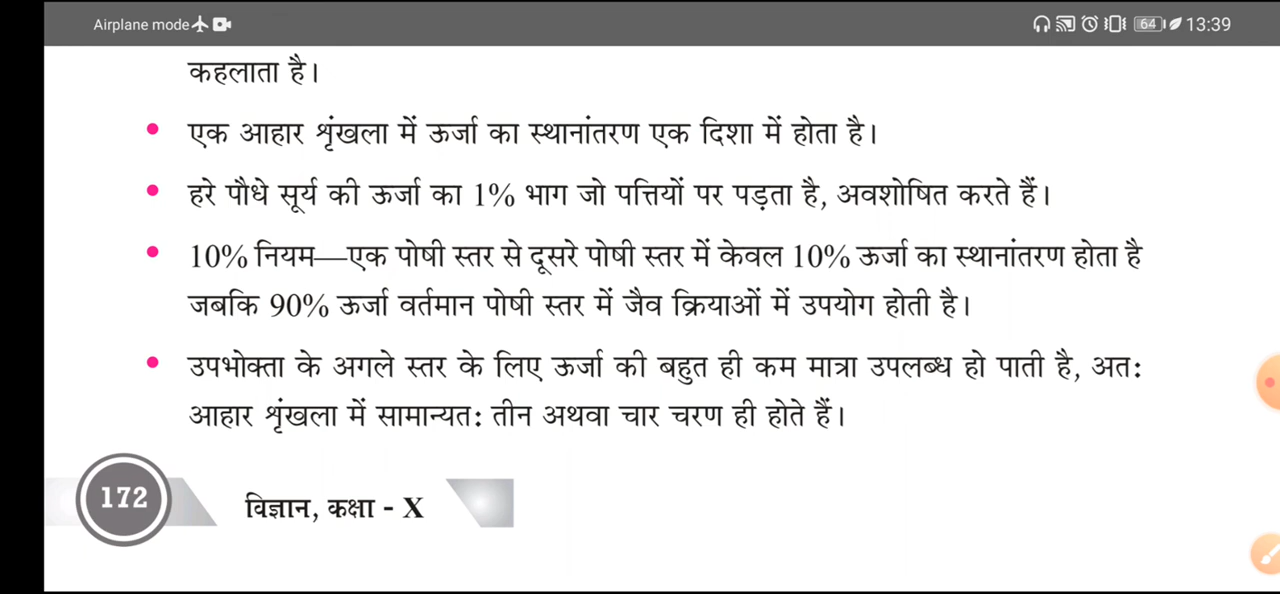 Airplane mode 64 13:39
कहलाता है।
• एक आहार शृंखला में ऊर्जा का स्थानांतरण एक दिशा में होता है।
• हरे पौधे सूर्य की ऊर्जा का 1% भाग जो पत्तियों पर पड़ता है, अवशोषित करते हैं।
• 10% नियम—एक पोषी स्तर से दूसरे पोषी स्तर में केवल 10% ऊर्जा का स्थानांतरण होता है
जबकि 90% ऊर्जा वर्तमान पोषी स्तर में जैव क्रियाओं में उपयोग होती है।
• उपभोक्ता के अगले स्तर के लिए ऊर्जा की बहुत ही कम मात्रा उपलब्ध हो पाती है, अतः
आहार शृंखला में सामान्यतः तीन अथवा चार चरण ही होते हैं।
172 विज्ञान, कक्षा - X